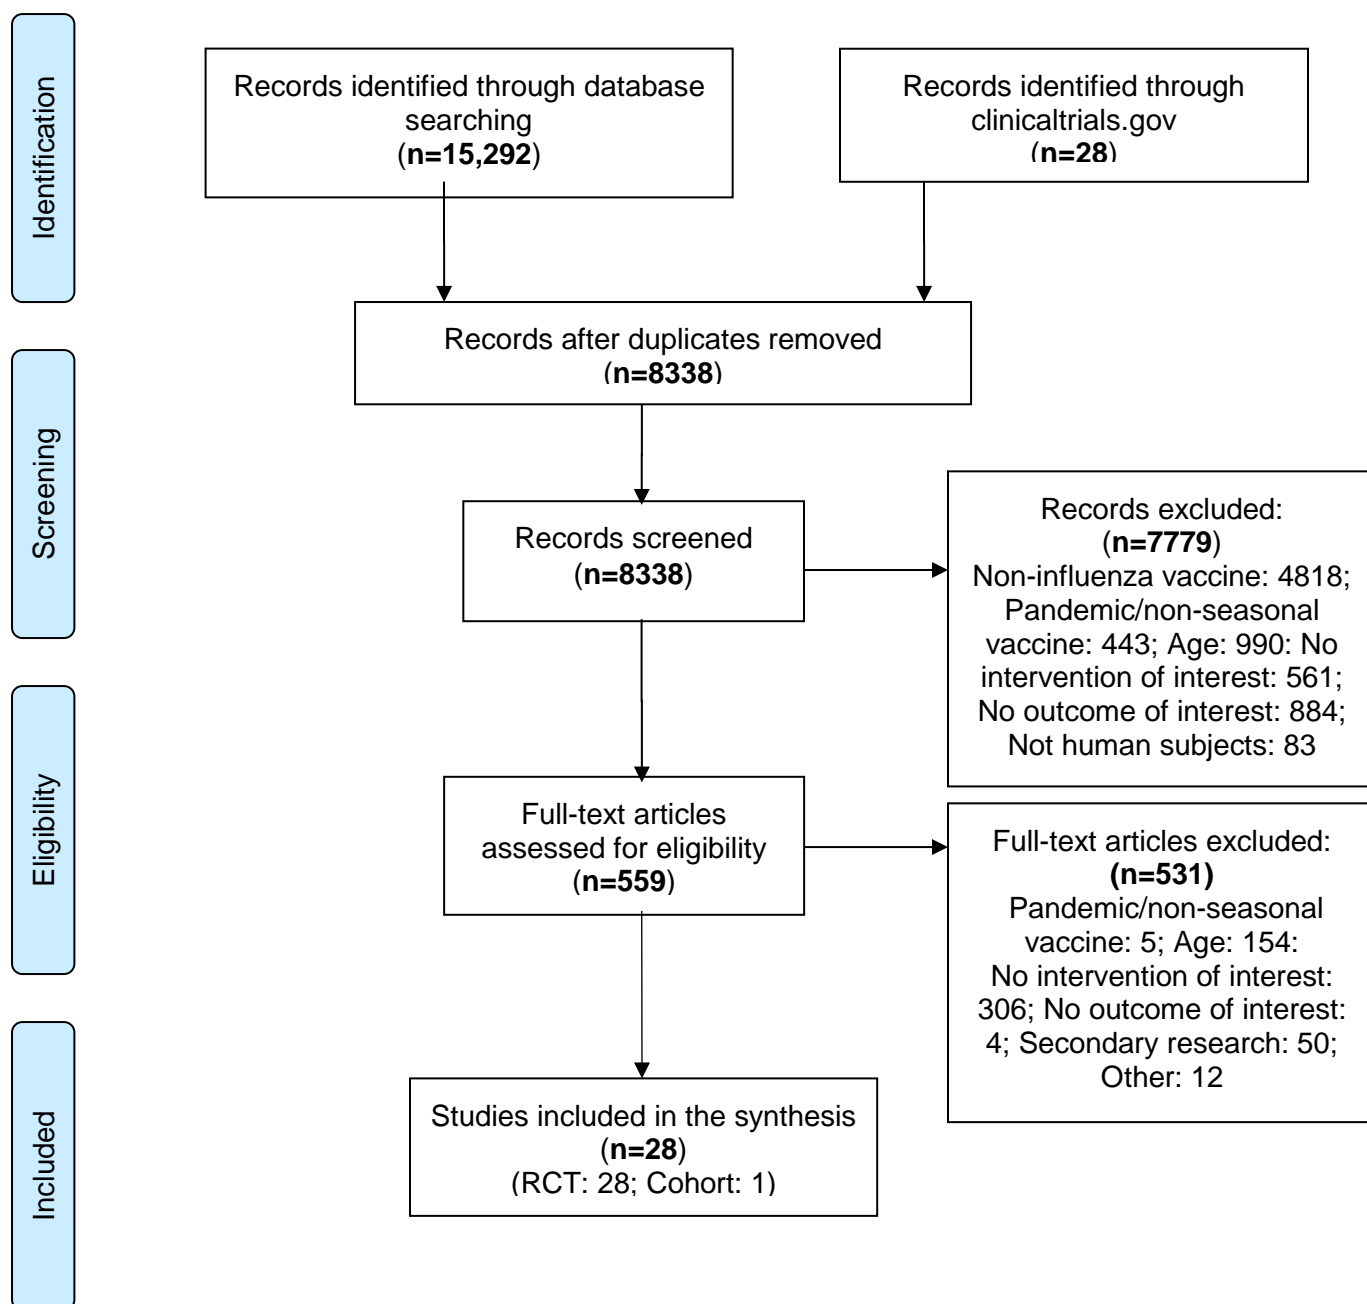 Identification
Records identified through database
searching
(n=15,292)
Records identified through
clinicaltrials.gov
(n=28)
Records after duplicates removed
(n=8338)
Screening
Records screened
(n=8338)
Records excluded:
(n=7779)
Non-influenza vaccine: 4818;
Pandemic/non-seasonal
vaccine: 443; Age: 990: No
intervention of interest: 561;
No outcome of interest: 884;
Not human subjects: 83
Eligibility
Full-text articles
assessed for eligibility
(n=559)
Full-text articles excluded:
(n=531)
Pandemic/non-seasonal
vaccine: 5; Age: 154:
No intervention of interest:
306; No outcome of interest:
4; Secondary research: 50;
Other: 12
Included
Studies included in the synthesis
(n=28)
(RCT: 28; Cohort: 1)